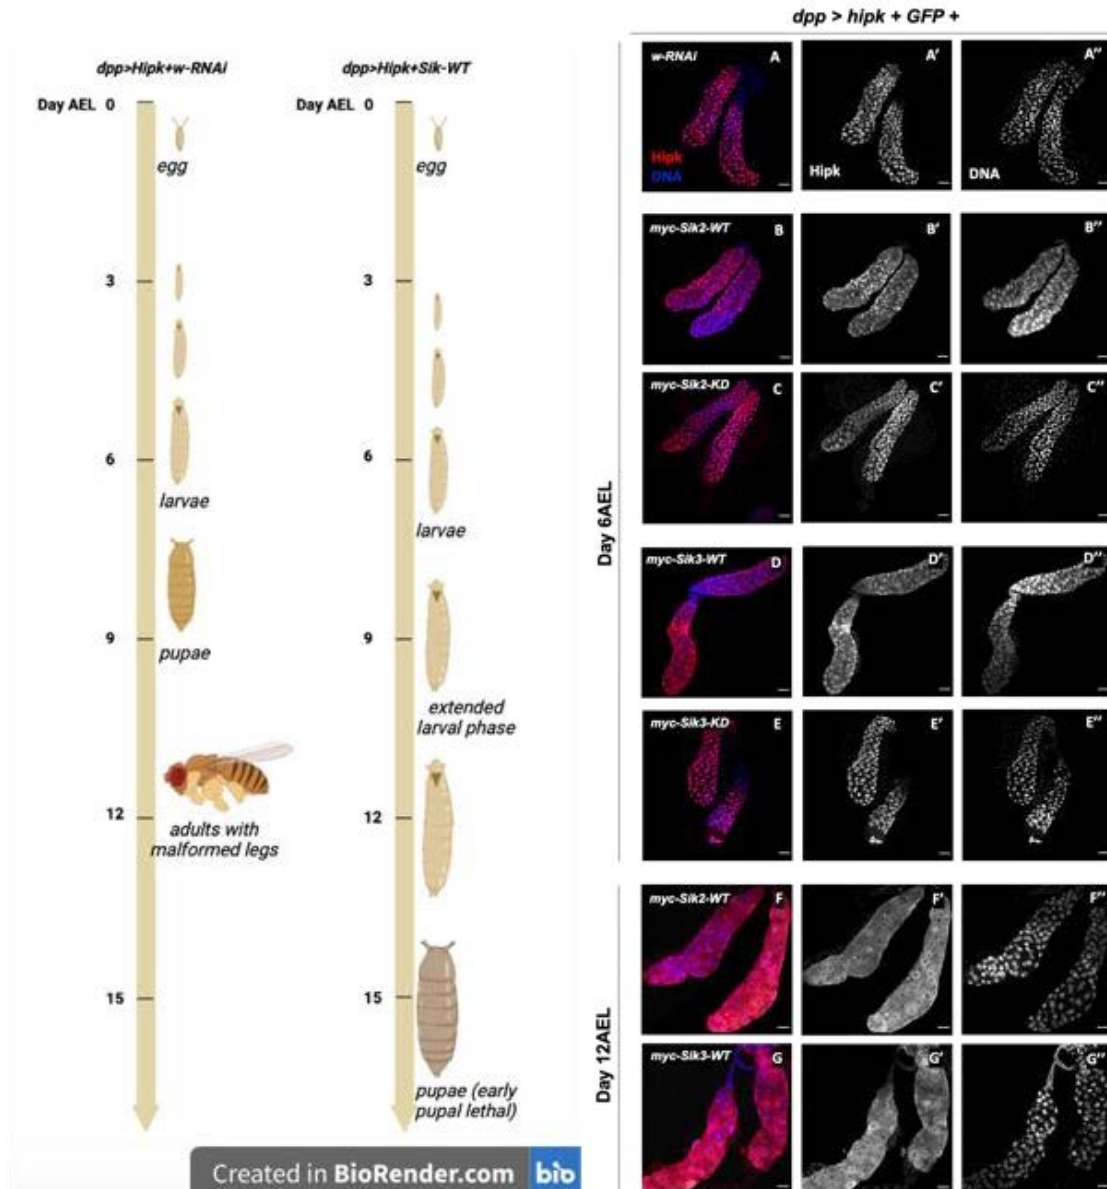 dpp>Hipk+w-RNAi
Day AEL 0
egg
3
6
larvae
pupae
9
12
adults with
malformed legs
15
dpp>Hipk+Sik-WT
Day AEL 0
egg
3
6
larvae
9
extended
larval phase
12
15
pupae (early
pupal lethal)
Created in BioRender.com bio
dpp > hipk + GFP +
Day 6AEL
w-RNAi A
Hipk
DNA
A'
Hipk
A''
DNA
myc-Sik2-WT B
B'
B''
myc-Sik2-KD C
C'
C''
myc-Sik3-WT D
D'
D''
myc-Sik3-KD E
E'
E''
Day 12AEL
myc-Sik2-WT F
F'
F''
myc-Sik3-WT G
G'
G''